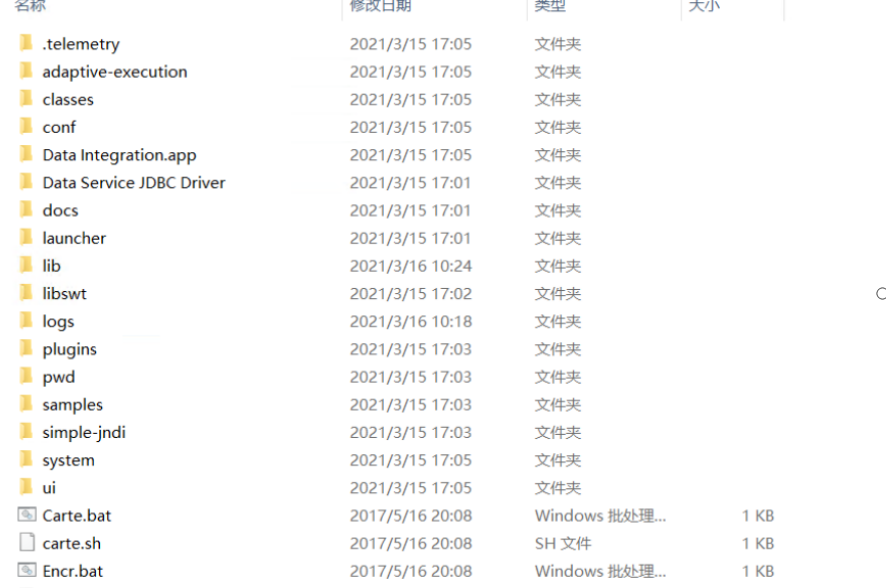 名称 修改日期 类型 大小
.telemetry 2021/3/15 17:05 文件夹
adaptive-execution 2021/3/15 17:05 文件夹
classes 2021/3/15 17:05 文件夹
conf 2021/3/15 17:05 文件夹
Data Integration.app 2021/3/15 17:05 文件夹
Data Service JDBC Driver 2021/3/15 17:01 文件夹
docs 2021/3/15 17:01 文件夹
launcher 2021/3/15 17:01 文件夹
lib 2021/3/16 10:24 文件夹
libswt 2021/3/15 17:02 文件夹
logs 2021/3/16 10:18 文件夹
plugins 2021/3/15 17:03 文件夹
pwd 2021/3/15 17:03 文件夹
samples 2021/3/15 17:03 文件夹
simple-jndi 2021/3/15 17:03 文件夹
system 2021/3/15 17:05 文件夹
ui 2021/3/15 17:05 文件夹
Carte.bat 2017/5/16 20:08 Windows 批处理... 1 KB
carte.sh 2017/5/16 20:08 SH 文件 1 KB
Encr.bat 2017/5/16 20:08 Windows 批处理... 1 KB